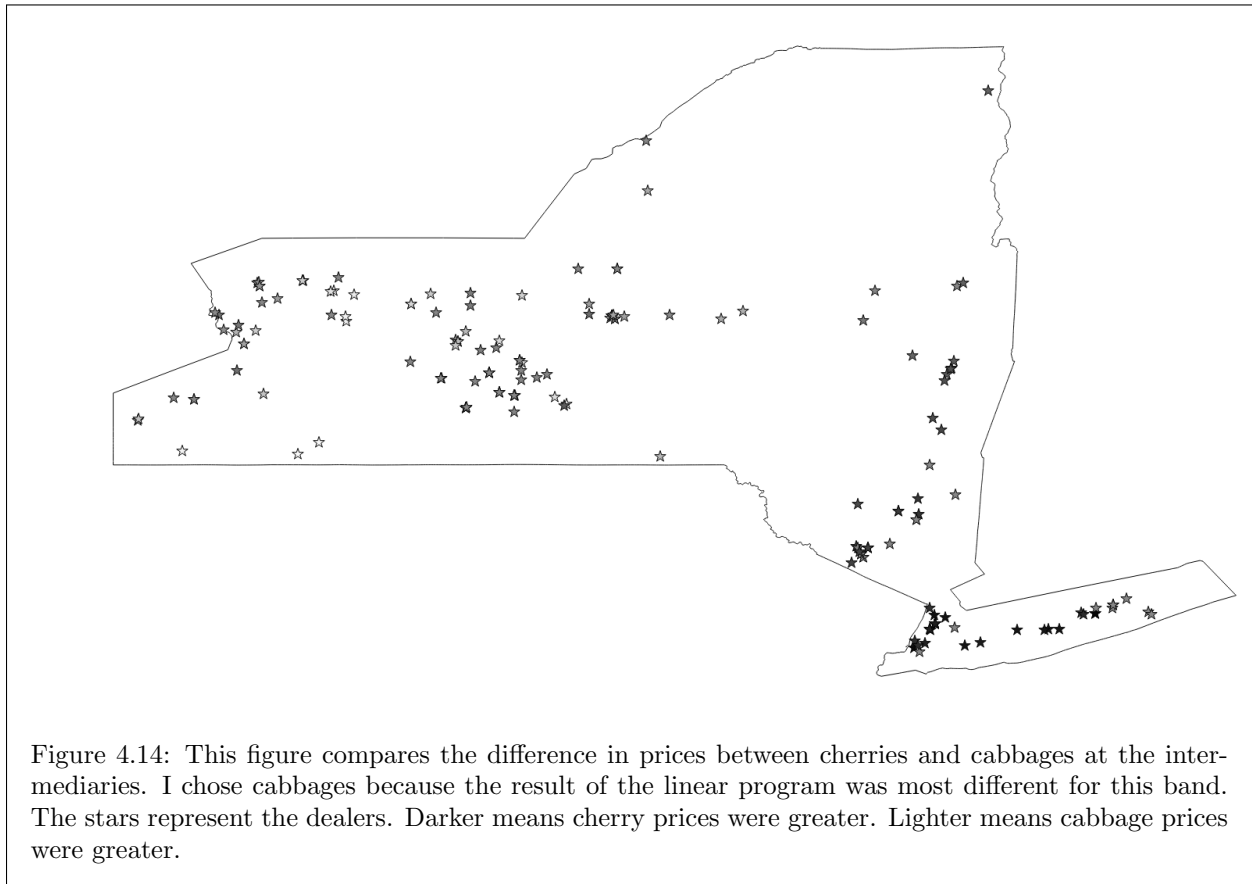 Figure 4.14: This figure compares the difference in prices between cherries and cabbages at the inter-
mediaries. I chose cabbages because the result of the linear program was most different for this band.
The stars represent the dealers. Darker means cherry prices were greater. Lighter means cabbage prices
were greater.